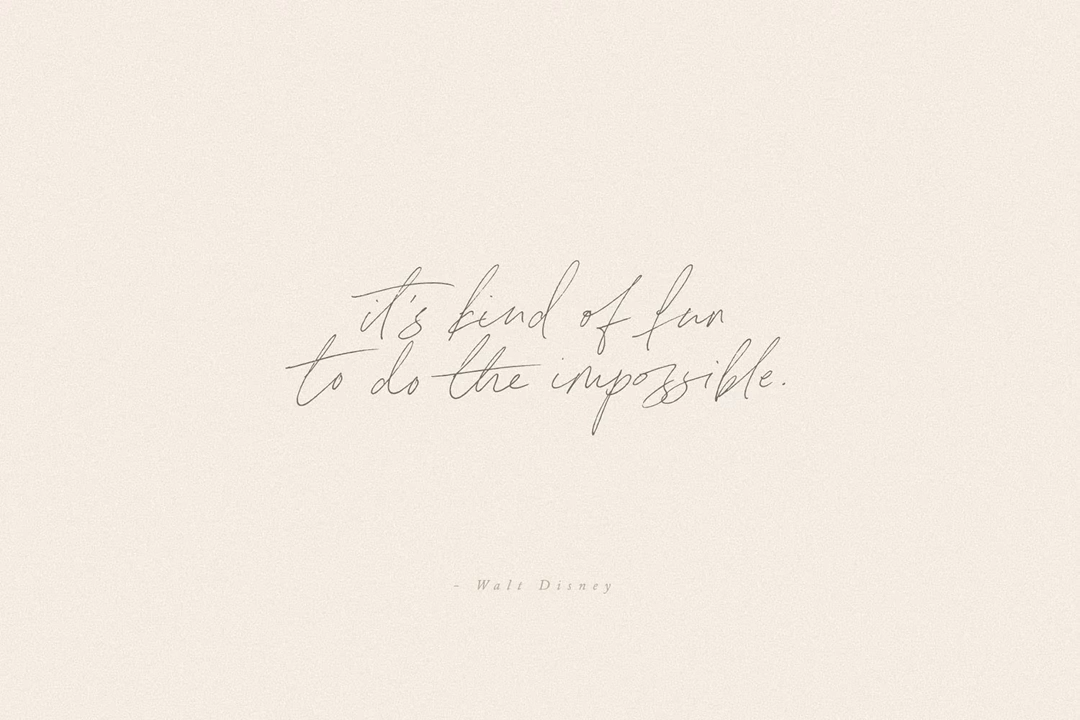 it's kind of fun
to do the impossible.
- Walt Disney